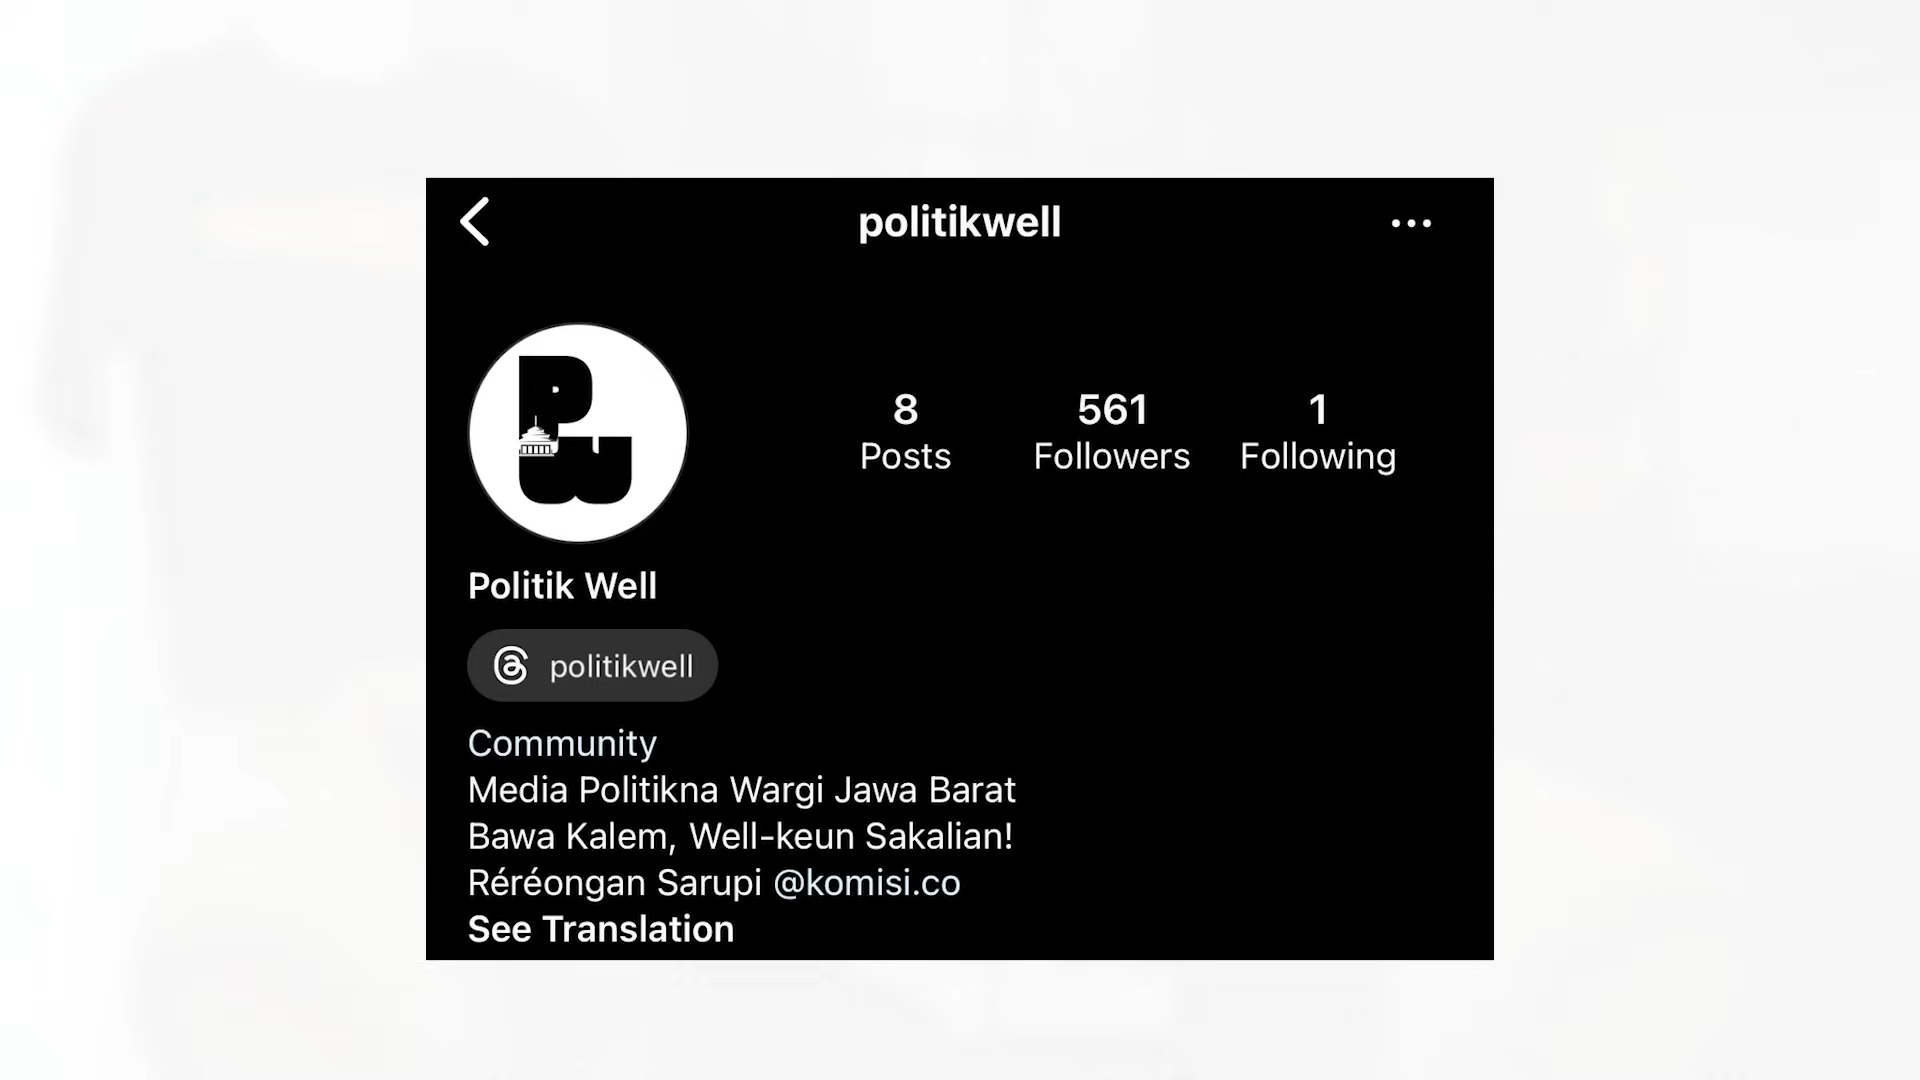 politikwell
PW
8
Posts
561
Followers
1
Following
Politik Well
politikwell
Community
Media Politikna Wargi Jawa Barat
Bawa Kalem, Well-keun Sakalian!
Réréongan Sarupi @komisi.co
See Translation